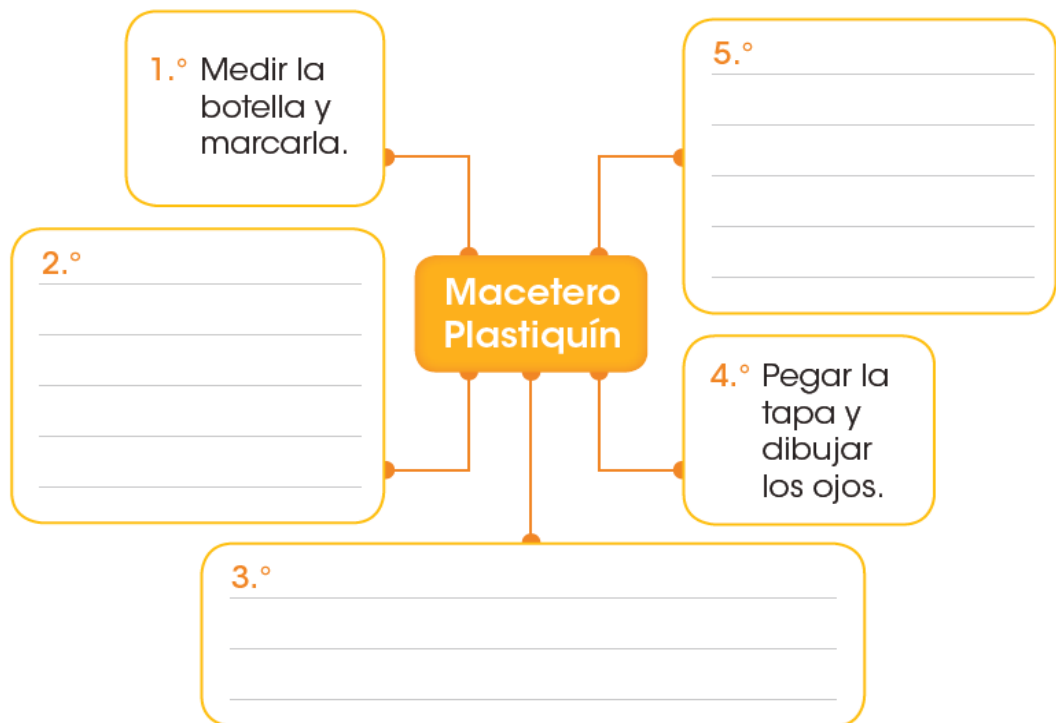 1.° Medir la
botella y
marcarla.
2.°
Macetero
Plastiquín
3.°
4.° Pegar la
tapa y
dibujar
los ojos.
5.°